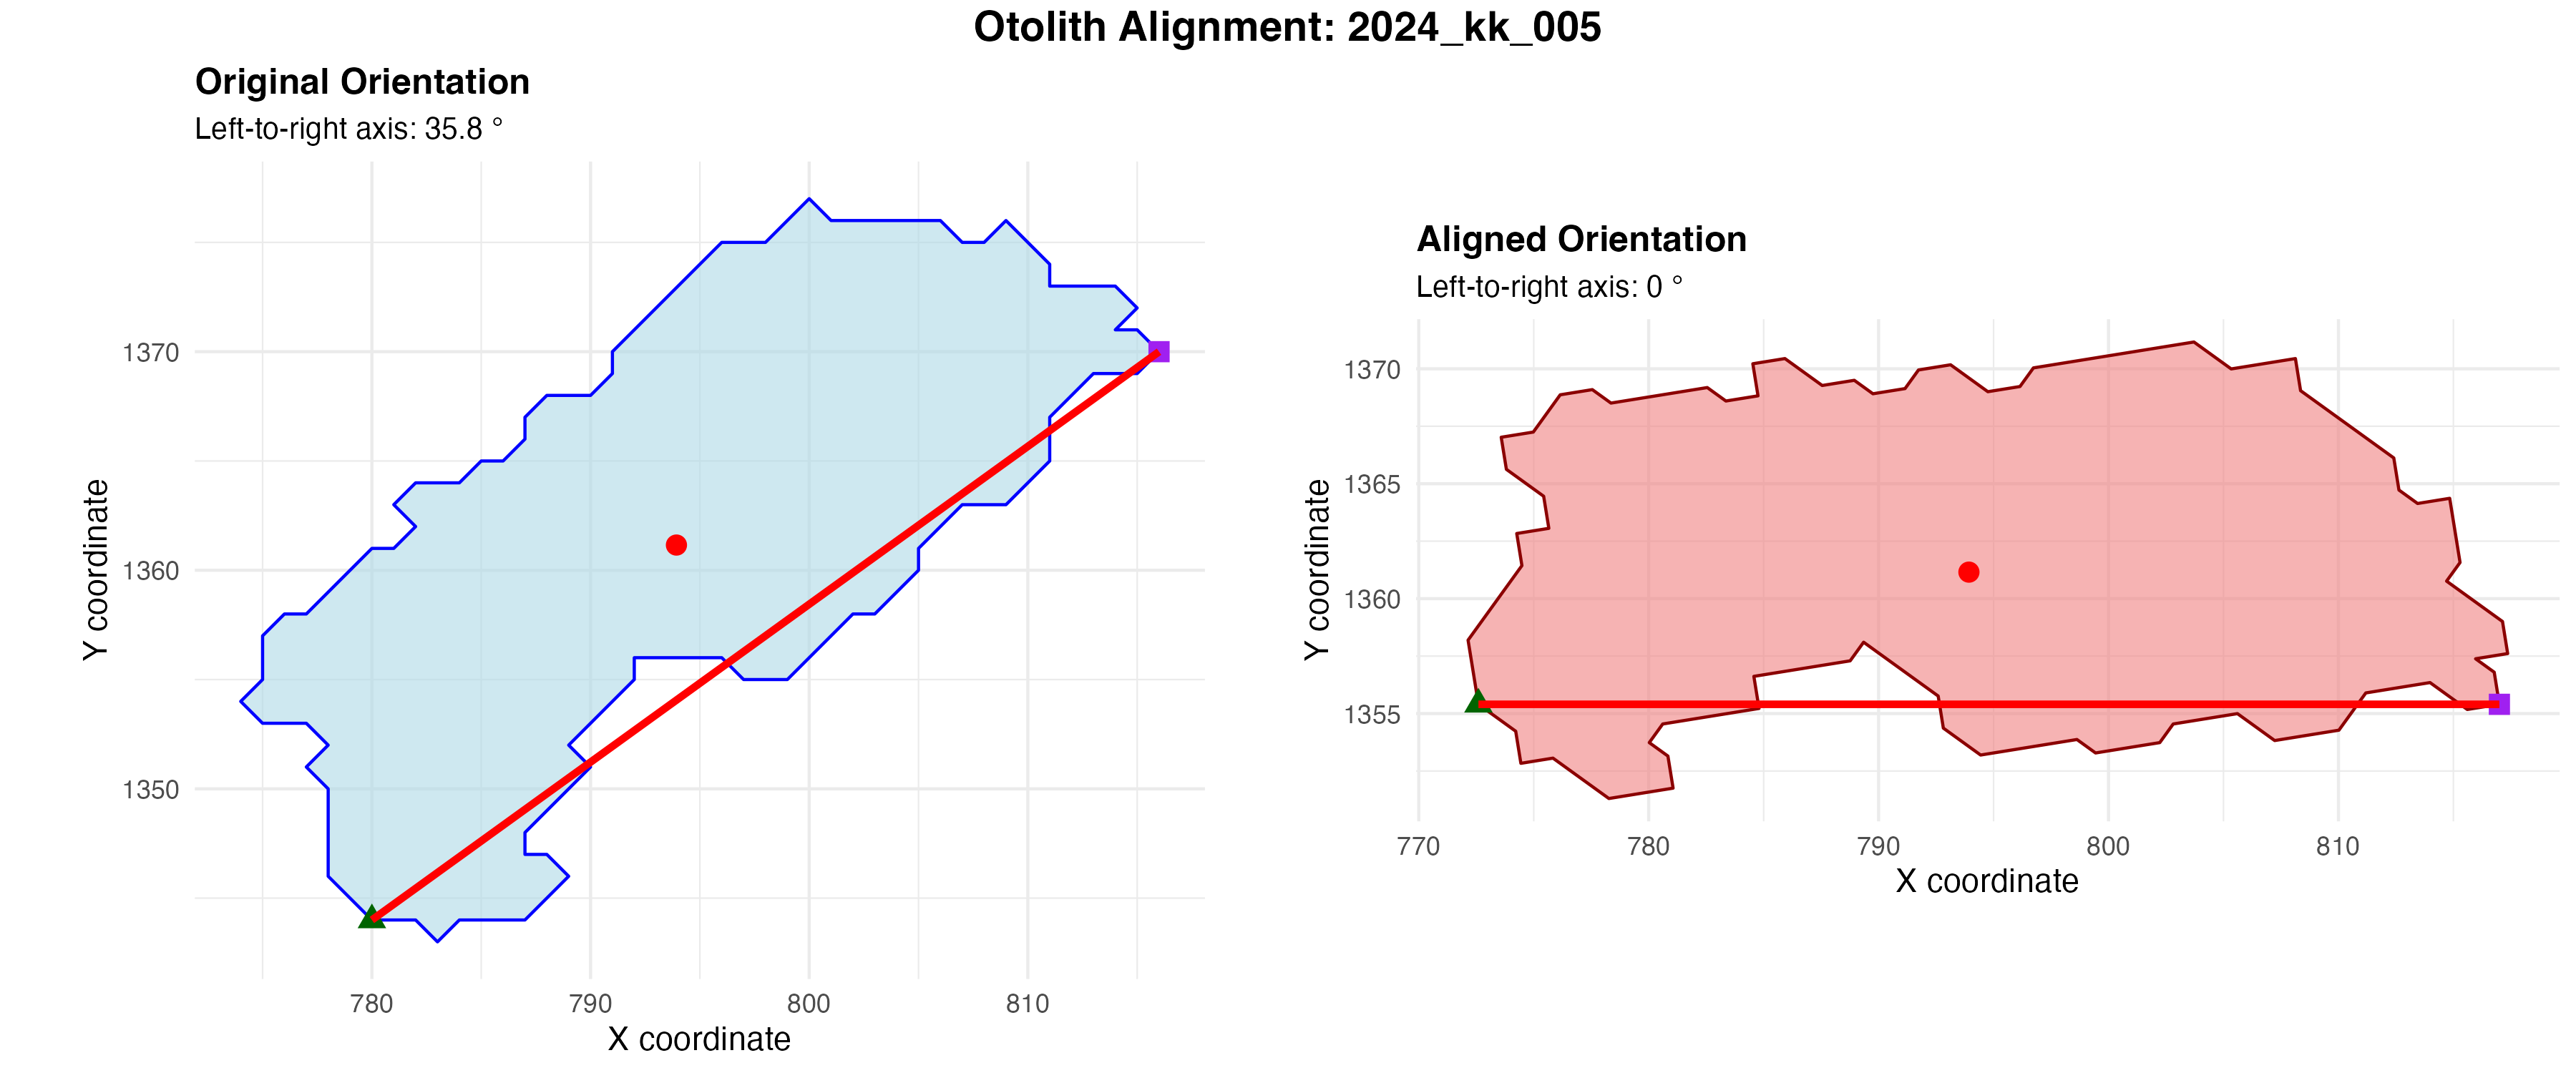 Otolith Alignment: 2024_kk_005
Original Orientation
Left-to-right axis: 35.8 °
1370
1360
1350
Y coordinate
780 790 800 810
X coordinate
Aligned Orientation
Left-to-right axis: 0 °
1370
1365
1360
1355
Y coordinate
770 780 790 800 810
X coordinate